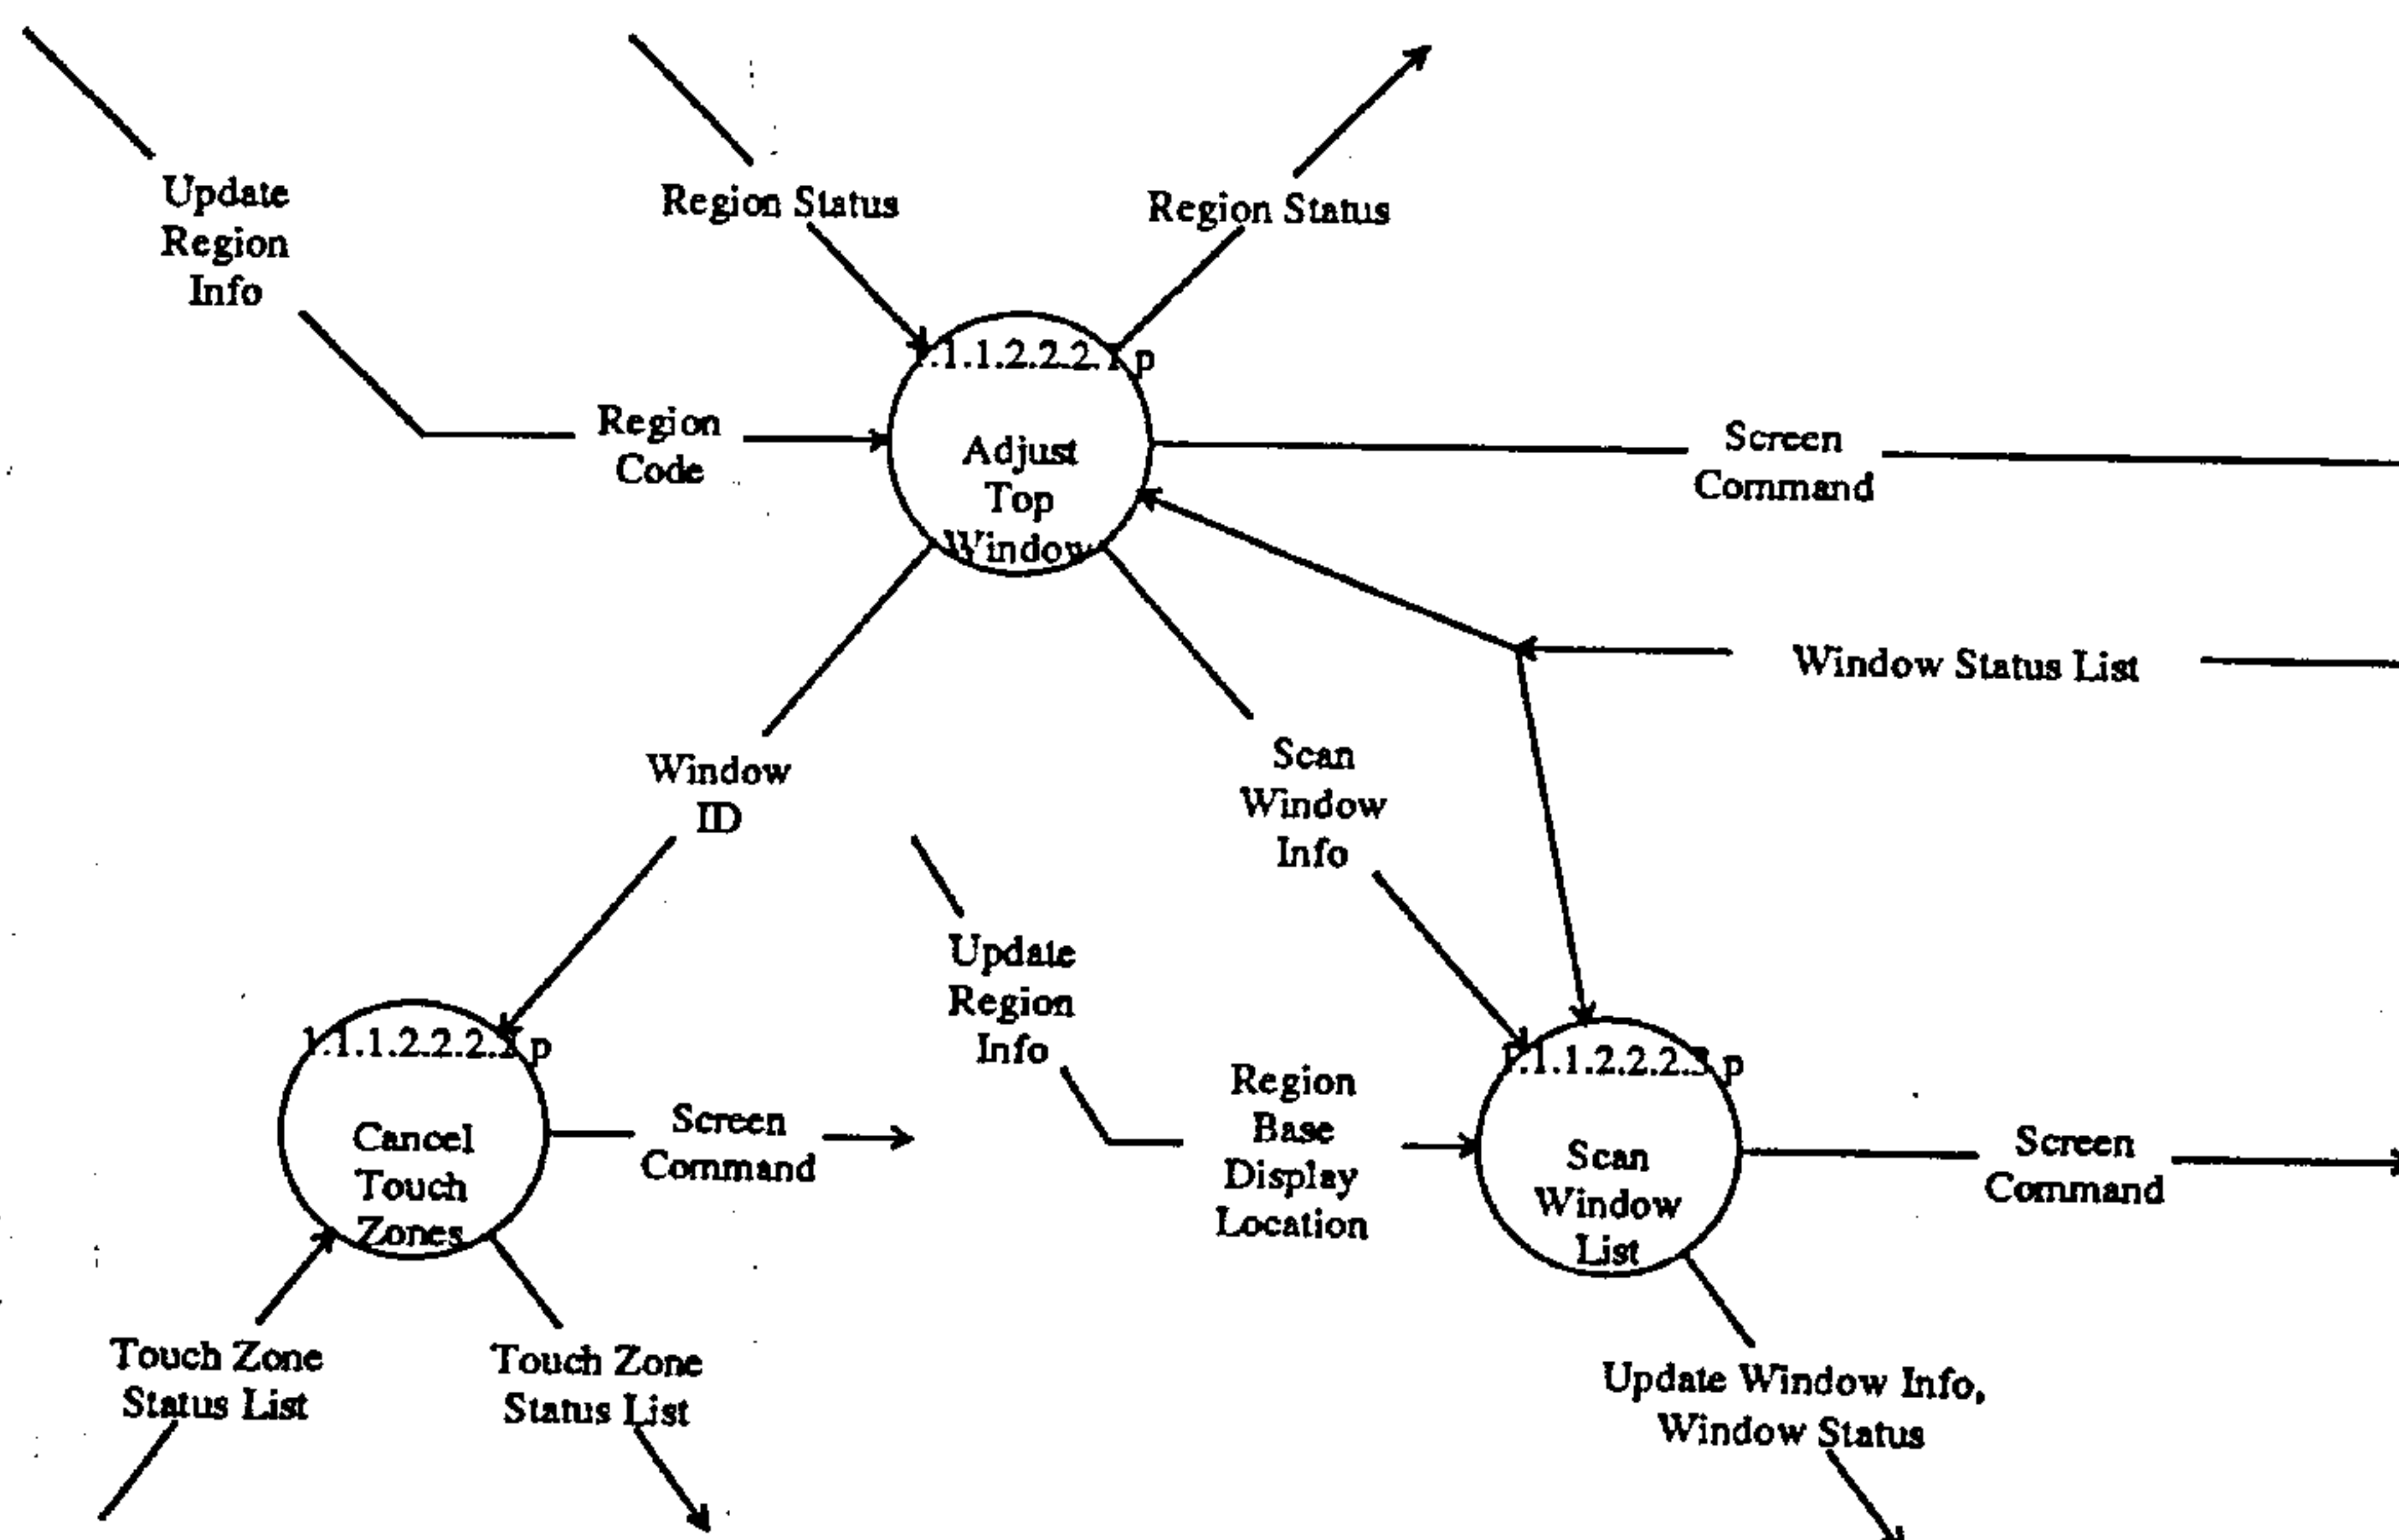 Update
Region
Info
Region Status
Region Status
.1.1.2.2.2.1 p
Region
Code
Adjust
Top
Window
Screen
Command
Window Status List
Window
ID
Scan
Window
Info
Update
Region
Info
1.1.1.2.2.2. p
Cancel
Touch
Zones
Screen
Command
Region
Base
Display
Location
1.1.1.2.2.2.3 p
Scan
Window
List
Screen
Command
Touch Zone
Status List
Touch Zone
Status List
Update Window Info,
Window Status